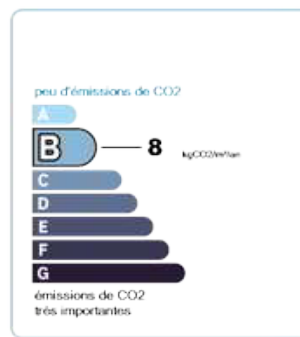 peu d'émissions de CO2
A
B 8 kgCO2/m²/an
C
D
E
F
G
émissions de CO2
très importantes